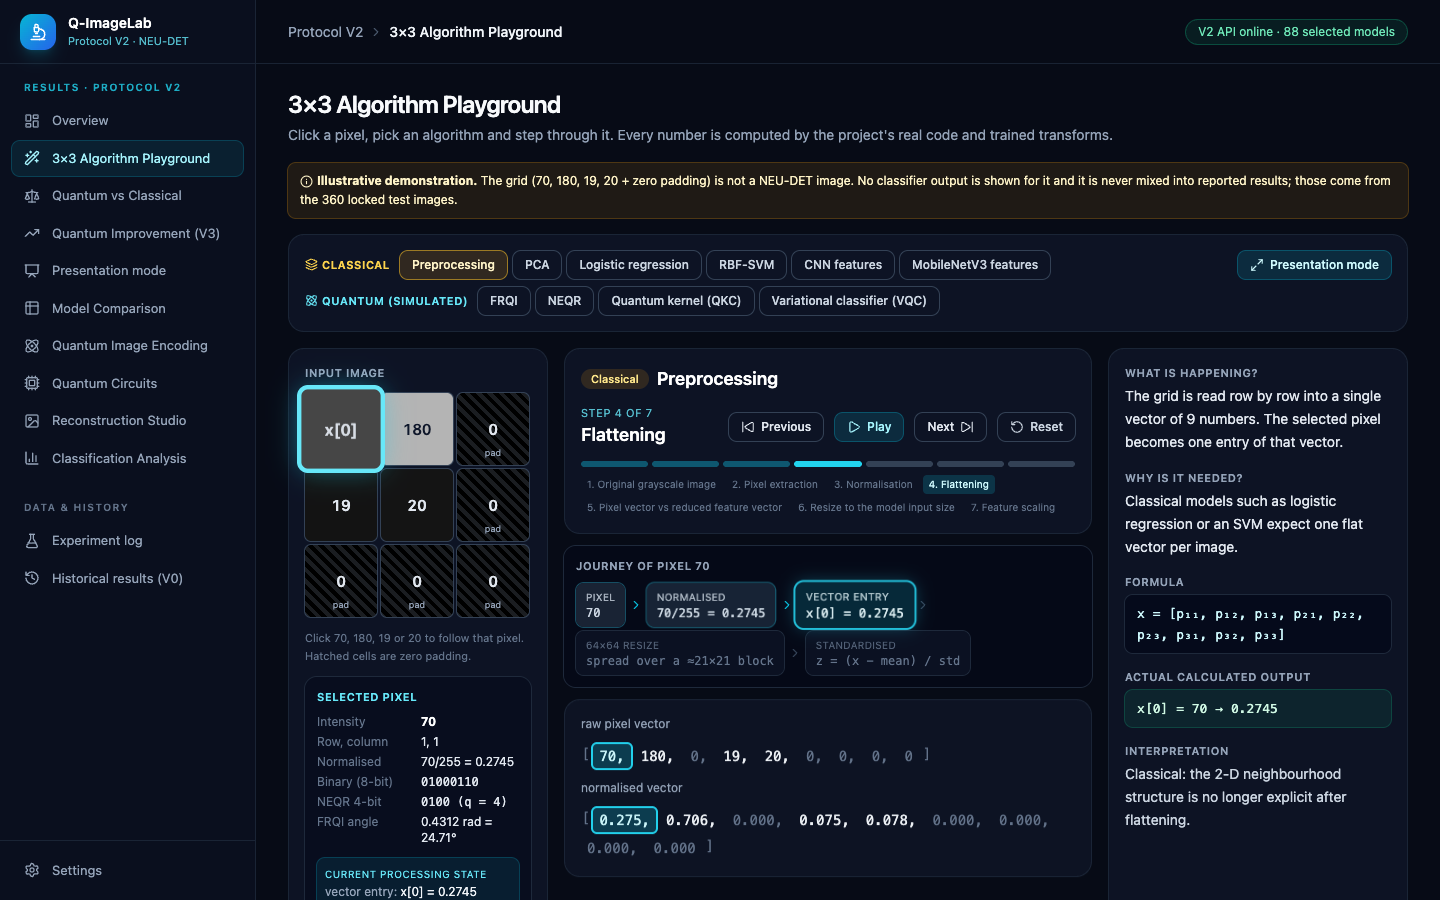 Q-ImageLab
Protocol V2 · NEU-DET
RESULTS · PROTOCOL V2
Overview
3×3 Algorithm Playground
Quantum vs Classical
Quantum Improvement (V3)
Presentation mode
Model Comparison
Quantum Image Encoding
Quantum Circuits
Reconstruction Studio
Classification Analysis
DATA & HISTORY
Experiment log
Historical results (V0)
Settings
Protocol V2 > 3×3 Algorithm Playground
V2 API online · 88 selected models
3×3 Algorithm Playground
Click a pixel, pick an algorithm and step through it. Every number is computed by the project's real code and trained transforms.
Illustrative demonstration. The grid (70, 180, 19, 20 + zero padding) is not a NEU-DET image. No classifier output is shown for it and it is never mixed into reported results; those come from
the 360 locked test images.
CLASSICAL Preprocessing PCA Logistic regression RBF-SVM CNN features MobileNetV3 features
Presentation mode
QUANTUM (SIMULATED) FRQI NEQR Quantum kernel (QKC) Variational classifier (VQC)
INPUT IMAGE
x[0] 180 0
pad
19 20 0
pad
0 0 0
pad pad pad
Click 70, 180, 19 or 20 to follow that pixel.
Hatched cells are zero padding.
SELECTED PIXEL
Intensity 70
Row, column 1, 1
Normalised 70/255 = 0.2745
Binary (8-bit) 01000110
NEQR 4-bit 0100 (q = 4)
FRQI angle 0.4312 rad =
24.71°
CURRENT PROCESSING STATE
vector entry: x[0] = 0.2745
Classical Preprocessing
STEP 4 OF 7
Flattening
Previous Play Next Reset
1. Original grayscale image 2. Pixel extraction 3. Normalisation 4. Flattening
5. Pixel vector vs reduced feature vector 6. Resize to the model input size 7. Feature scaling
JOURNEY OF PIXEL 70
PIXEL
70
NORMALISED
70/255 = 0.2745
VECTOR ENTRY
x[0] = 0.2745
64×64 RESIZE
spread over a ≈21×21 block
STANDARDISED
z = (x − mean) / std
raw pixel vector
[ 70, 180, 0, 19, 20, 0, 0, 0, 0 ]
normalised vector
[ 0.275, 0.706, 0.000, 0.075, 0.078, 0.000, 0.000,
0.000, 0.000 ]
WHAT IS HAPPENING?
The grid is read row by row into a single
vector of 9 numbers. The selected pixel
becomes one entry of that vector.
WHY IS IT NEEDED?
Classical models such as logistic
regression or an SVM expect one flat
vector per image.
FORMULA
x = [p₁₁, p₁₂, p₁₃, p₂₁, p₂₂,
p₂₃, p₃₁, p₃₂, p₃₃]
ACTUAL CALCULATED OUTPUT
x[0] = 70 → 0.2745
INTERPRETATION
Classical: the 2-D neighbourhood
structure is no longer explicit after
flattening.